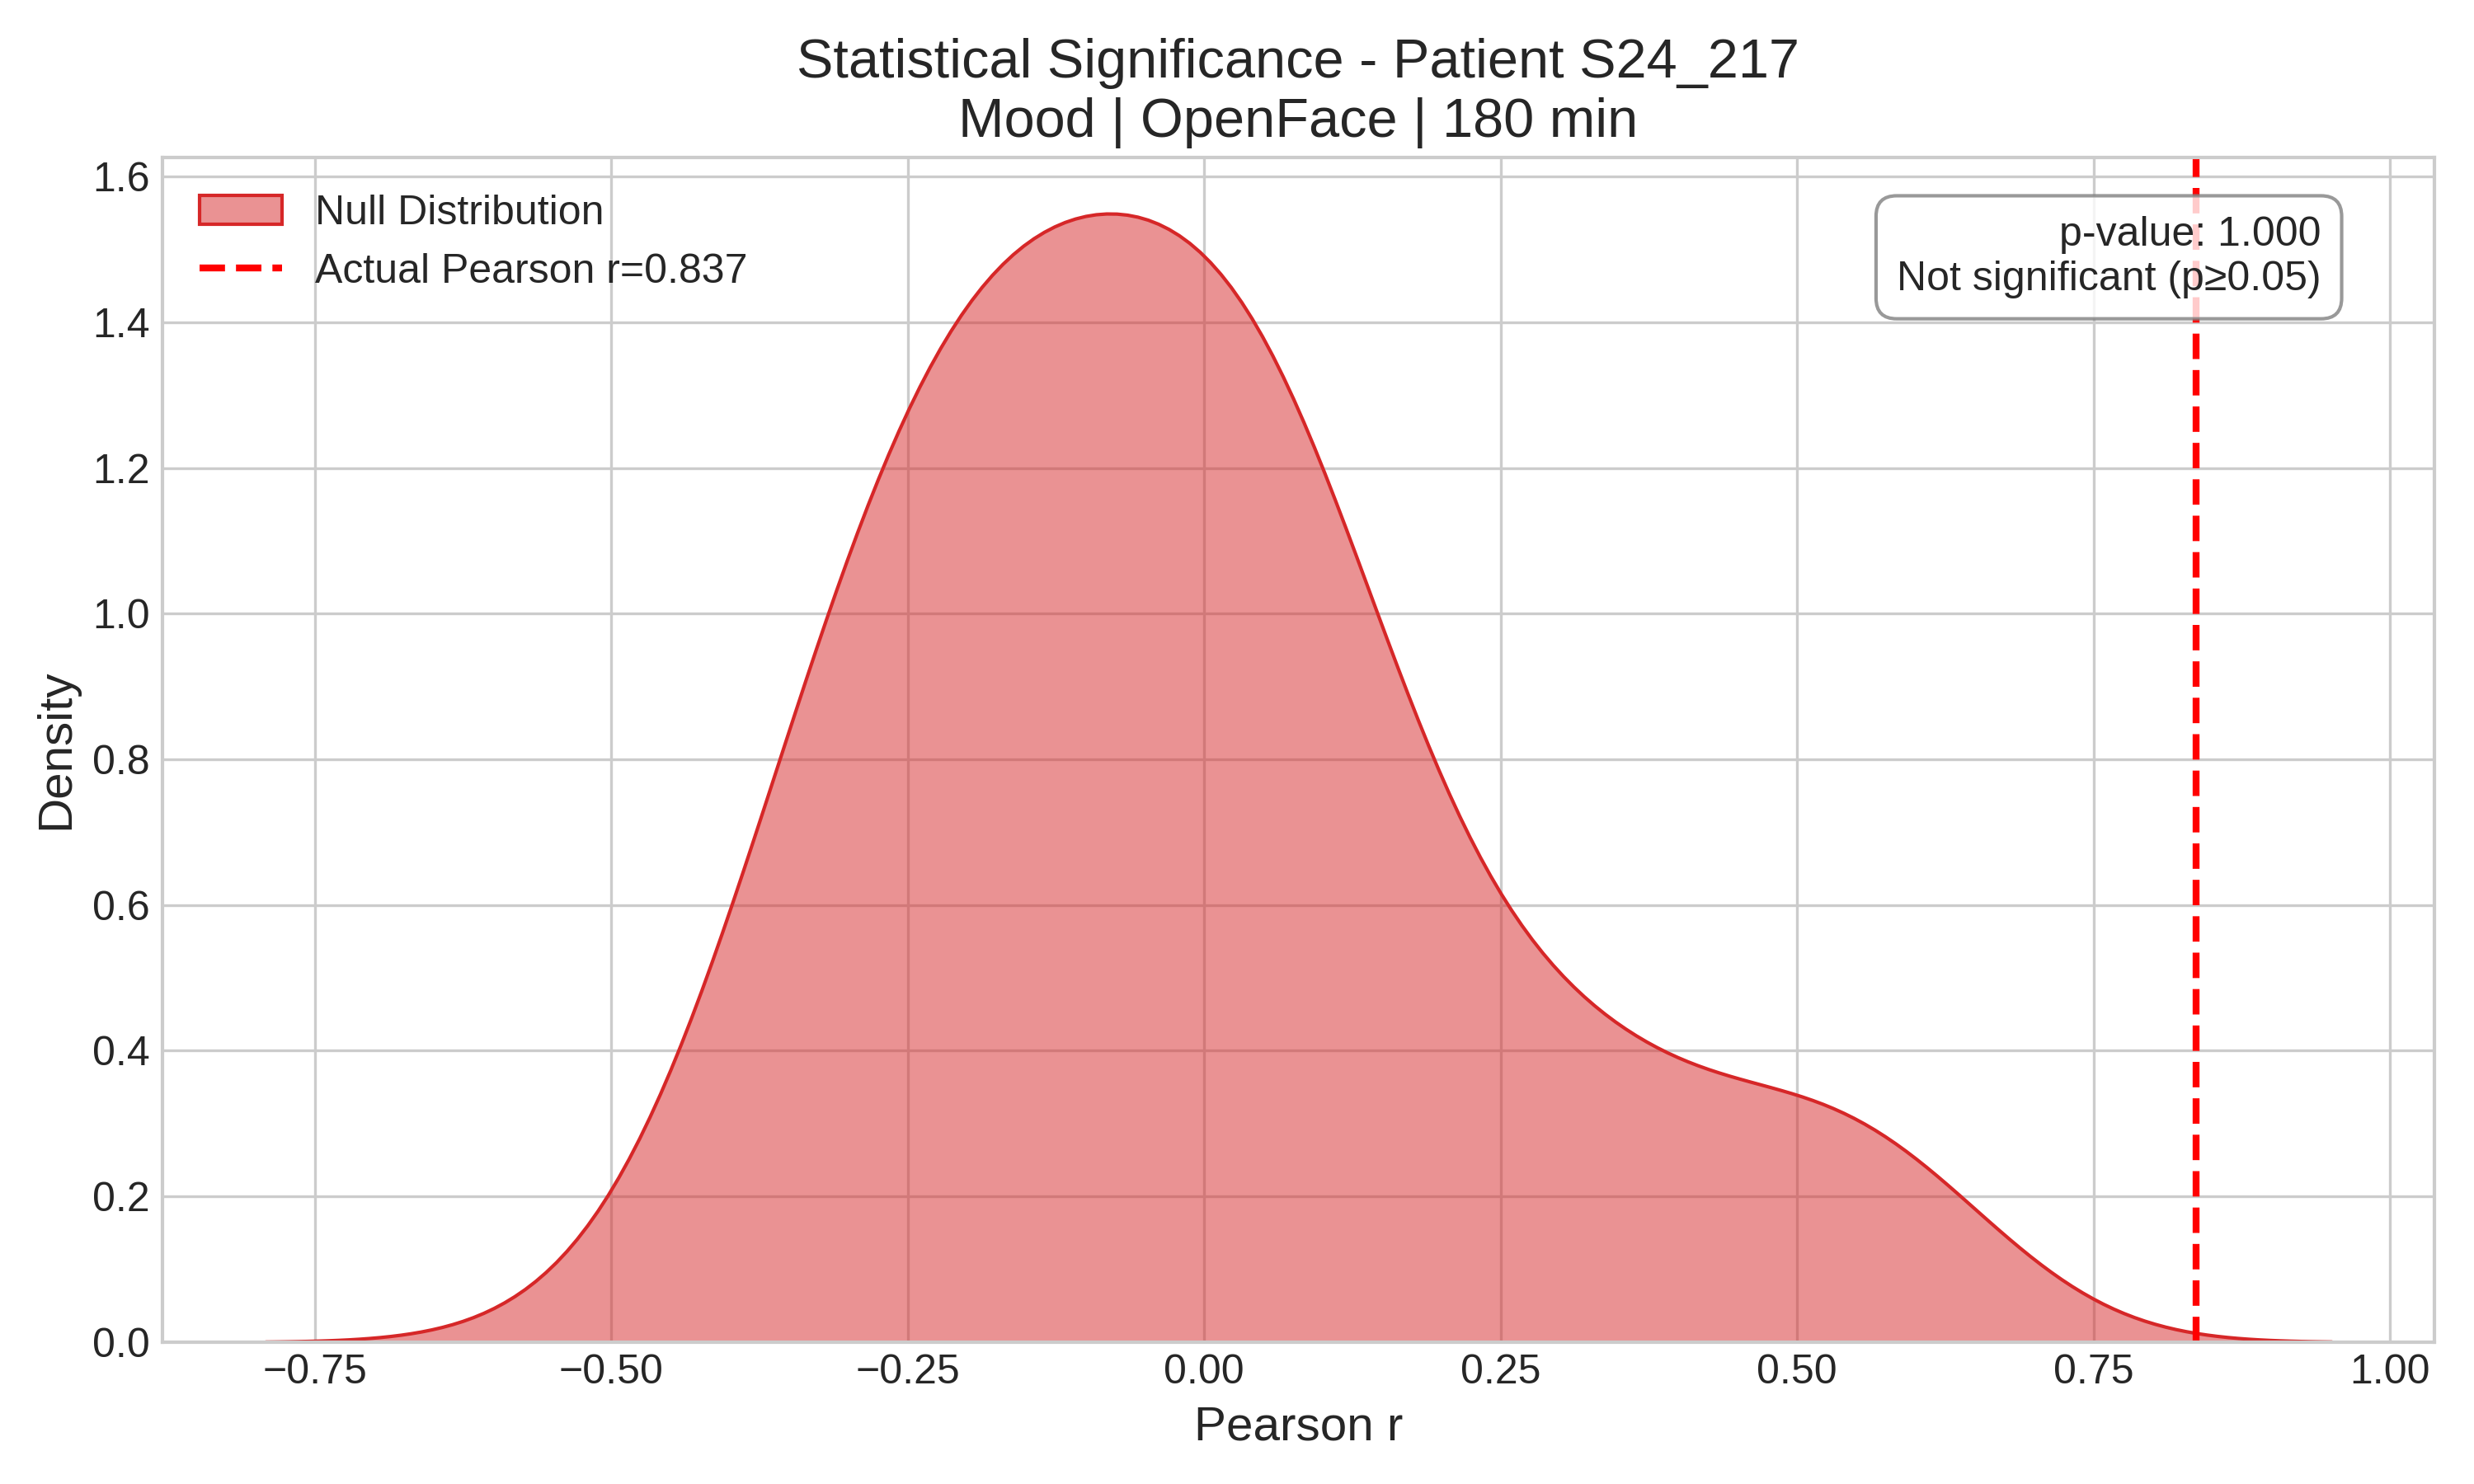 Statistical Significance - Patient S24_217
Mood | OpenFace | 180 min
Null Distribution
Actual Pearson r=0.837
p-value: 1.000
Not significant (p≥0.05)
Density
1.6
1.4
1.2
1.0
0.8
0.6
0.4
0.2
0.0
−0.75 −0.50 −0.25 0.00 0.25 0.50 0.75 1.00
Pearson r